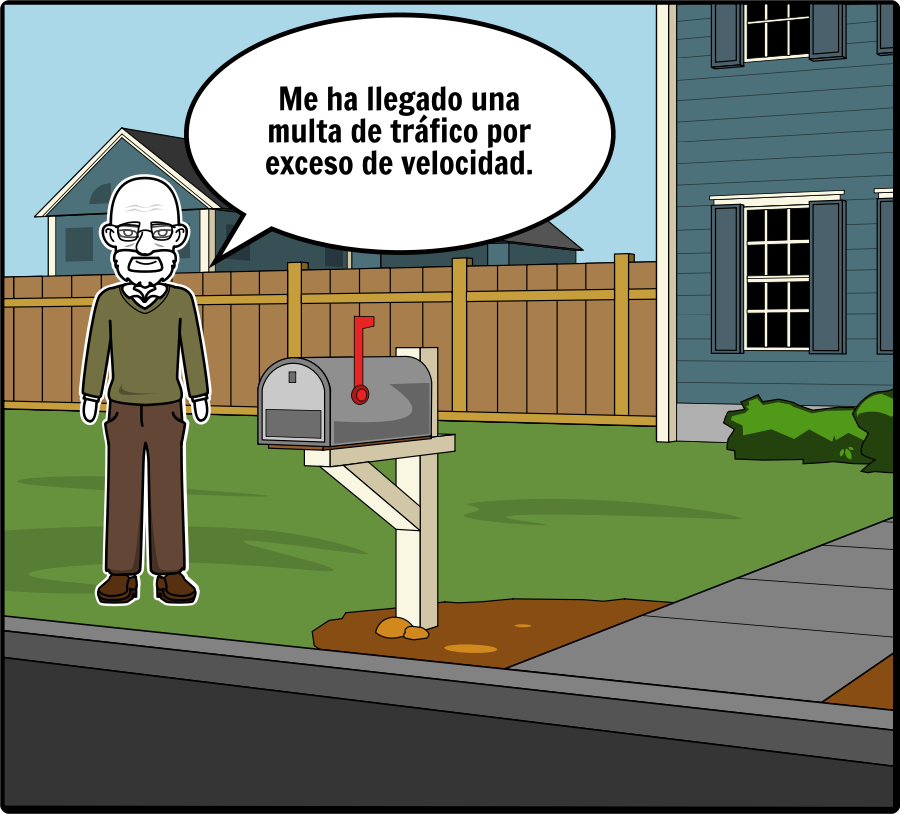 Me ha llegado una
multa de tráfico por
exceso de velocidad.